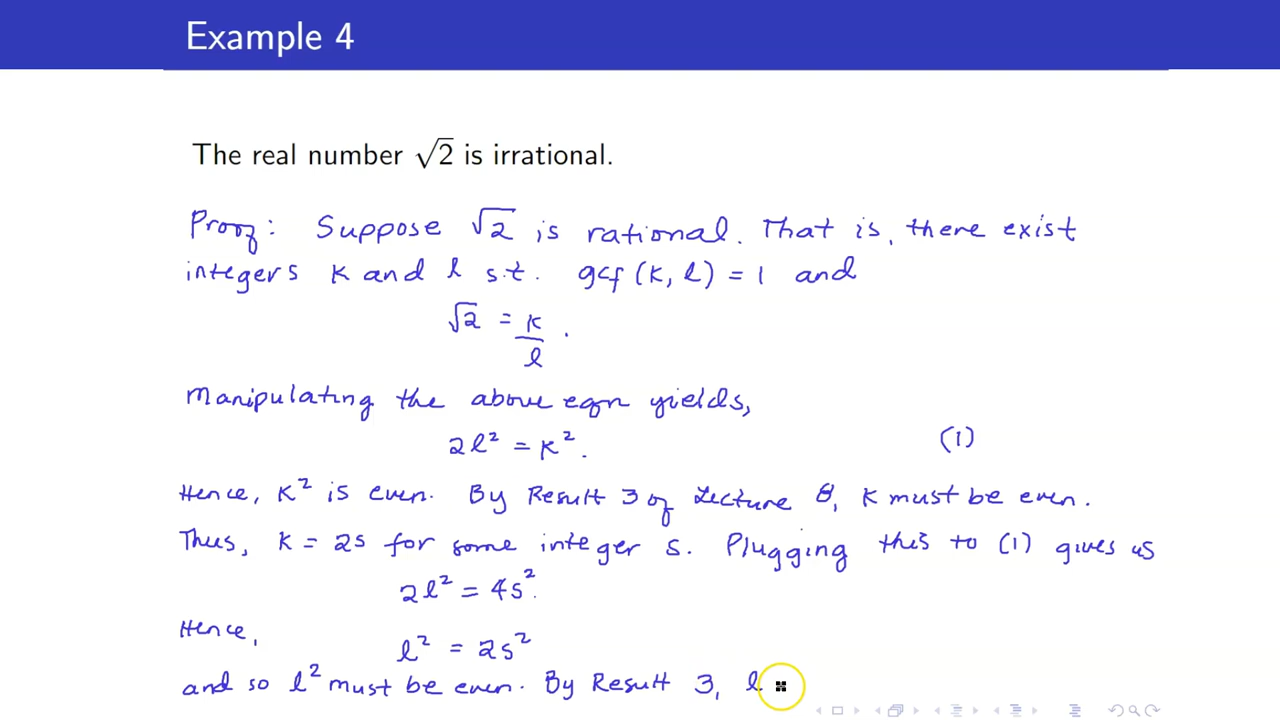 Example 4
The real number √2 is irrational.
Proof: Suppose √2 is rational. That is, there exist
integers k and l s.t. gcf (k, l) = 1 and
√2 = k/l .
Manipulating the above eqn yields,
2l² = k². (1)
Hence, k² is even. By Result 3 of Lecture 8, k must be even.
Thus, k = 2s for some integer s. Plugging this to (1) gives us
2l² = 4s².
Hence,
l² = 2s²
and so l² must be even. By Result 3, l